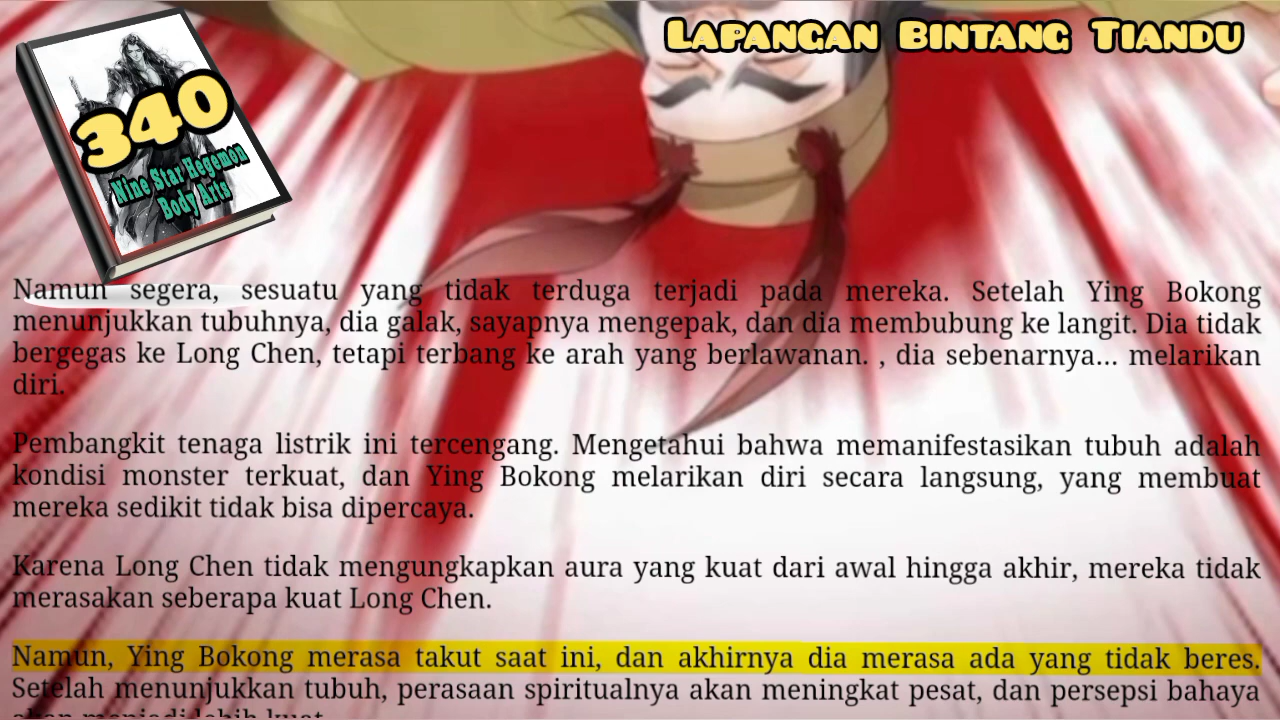 Lapangan Bintang Tiandu
340
Nine Star Hegemon
Body Arts
Namun segera, sesuatu yang tidak terduga terjadi pada mereka. Setelah Ying Bokong
menunjukkan tubuhnya, dia galak, sayapnya mengepak, dan dia membubung ke langit. Dia tidak
bergegas ke Long Chen, tetapi terbang ke arah yang berlawanan. , dia sebenarnya... melarikan
diri.
Pembangkit tenaga listrik ini tercengang. Mengetahui bahwa memanifestasikan tubuh adalah
kondisi monster terkuat, dan Ying Bokong melarikan diri secara langsung, yang membuat
mereka sedikit tidak bisa dipercaya.
Karena Long Chen tidak mengungkapkan aura yang kuat dari awal hingga akhir, mereka tidak
merasakan seberapa kuat Long Chen.
Namun, Ying Bokong merasa takut saat ini, dan akhirnya dia merasa ada yang tidak beres.
Setelah menunjukkan tubuh, perasaan spiritualnya akan meningkat pesat, dan persepsi bahaya
akan menjadi lebih kuat